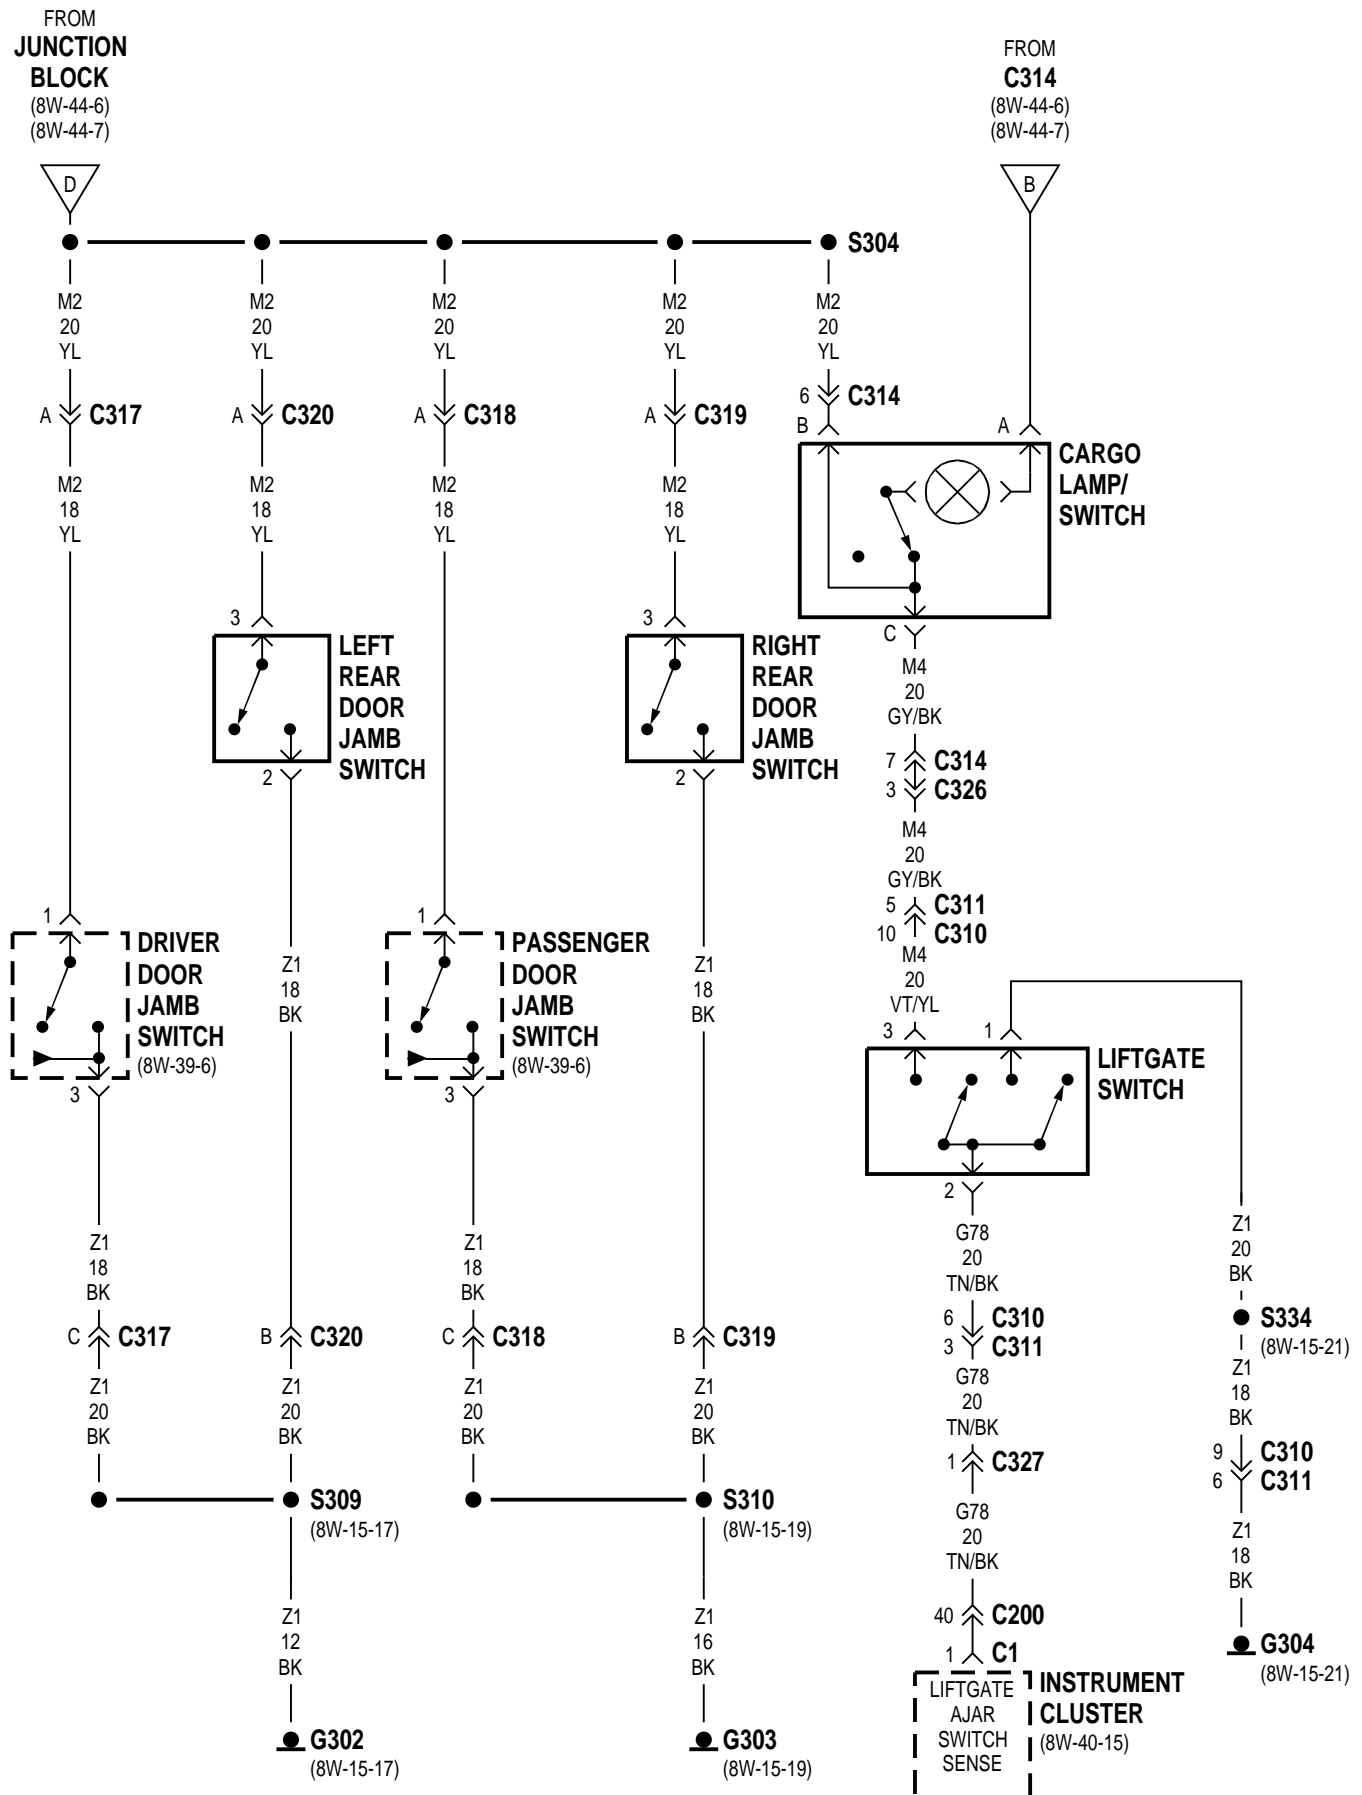 FROM
JUNCTION
BLOCK
(8W-44-6)
(8W-44-7)
D
FROM
C314
(8W-44-6)
(8W-44-7)
B
S304
M2
20
YL
M2
20
YL
M2
20
YL
M2
20
YL
M2
20
YL
A C317
A C320
A C318
A C319
6 C314
B
A
CARGO
LAMP/
SWITCH
M2
18
YL
M2
18
YL
M2
18
YL
M2
18
YL
3
LEFT
REAR
DOOR
JAMB
SWITCH
2
3
RIGHT
REAR
DOOR
JAMB
SWITCH
2
C
M4
20
GY/BK
7 C314
3 C326
M4
20
GY/BK
5 C311
10 C310
M4
20
VT/YL
1
DRIVER
DOOR
JAMB
SWITCH
(8W-39-6)
3
Z1
18
BK
1
PASSENGER
DOOR
JAMB
SWITCH
(8W-39-6)
3
Z1
18
BK
3
1
LIFTGATE
SWITCH
2
Z1
18
BK
Z1
18
BK
G78
20
TN/BK
Z1
20
BK
C C317
B C320
C C318
B C319
6 C310
3 C311
S334
(8W-15-21)
Z1
20
BK
Z1
20
BK
Z1
20
BK
Z1
20
BK
G78
20
TN/BK
Z1
18
BK
1 C327
9 C310
6 C311
S309
(8W-15-17)
S310
(8W-15-19)
G78
20
TN/BK
Z1
18
BK
Z1
12
BK
Z1
16
BK
40 C200
1 C1
G304
(8W-15-21)
LIFTGATE
AJAR
SWITCH
SENSE
INSTRUMENT
CLUSTER
(8W-40-15)
G302
(8W-15-17)
G303
(8W-15-19)